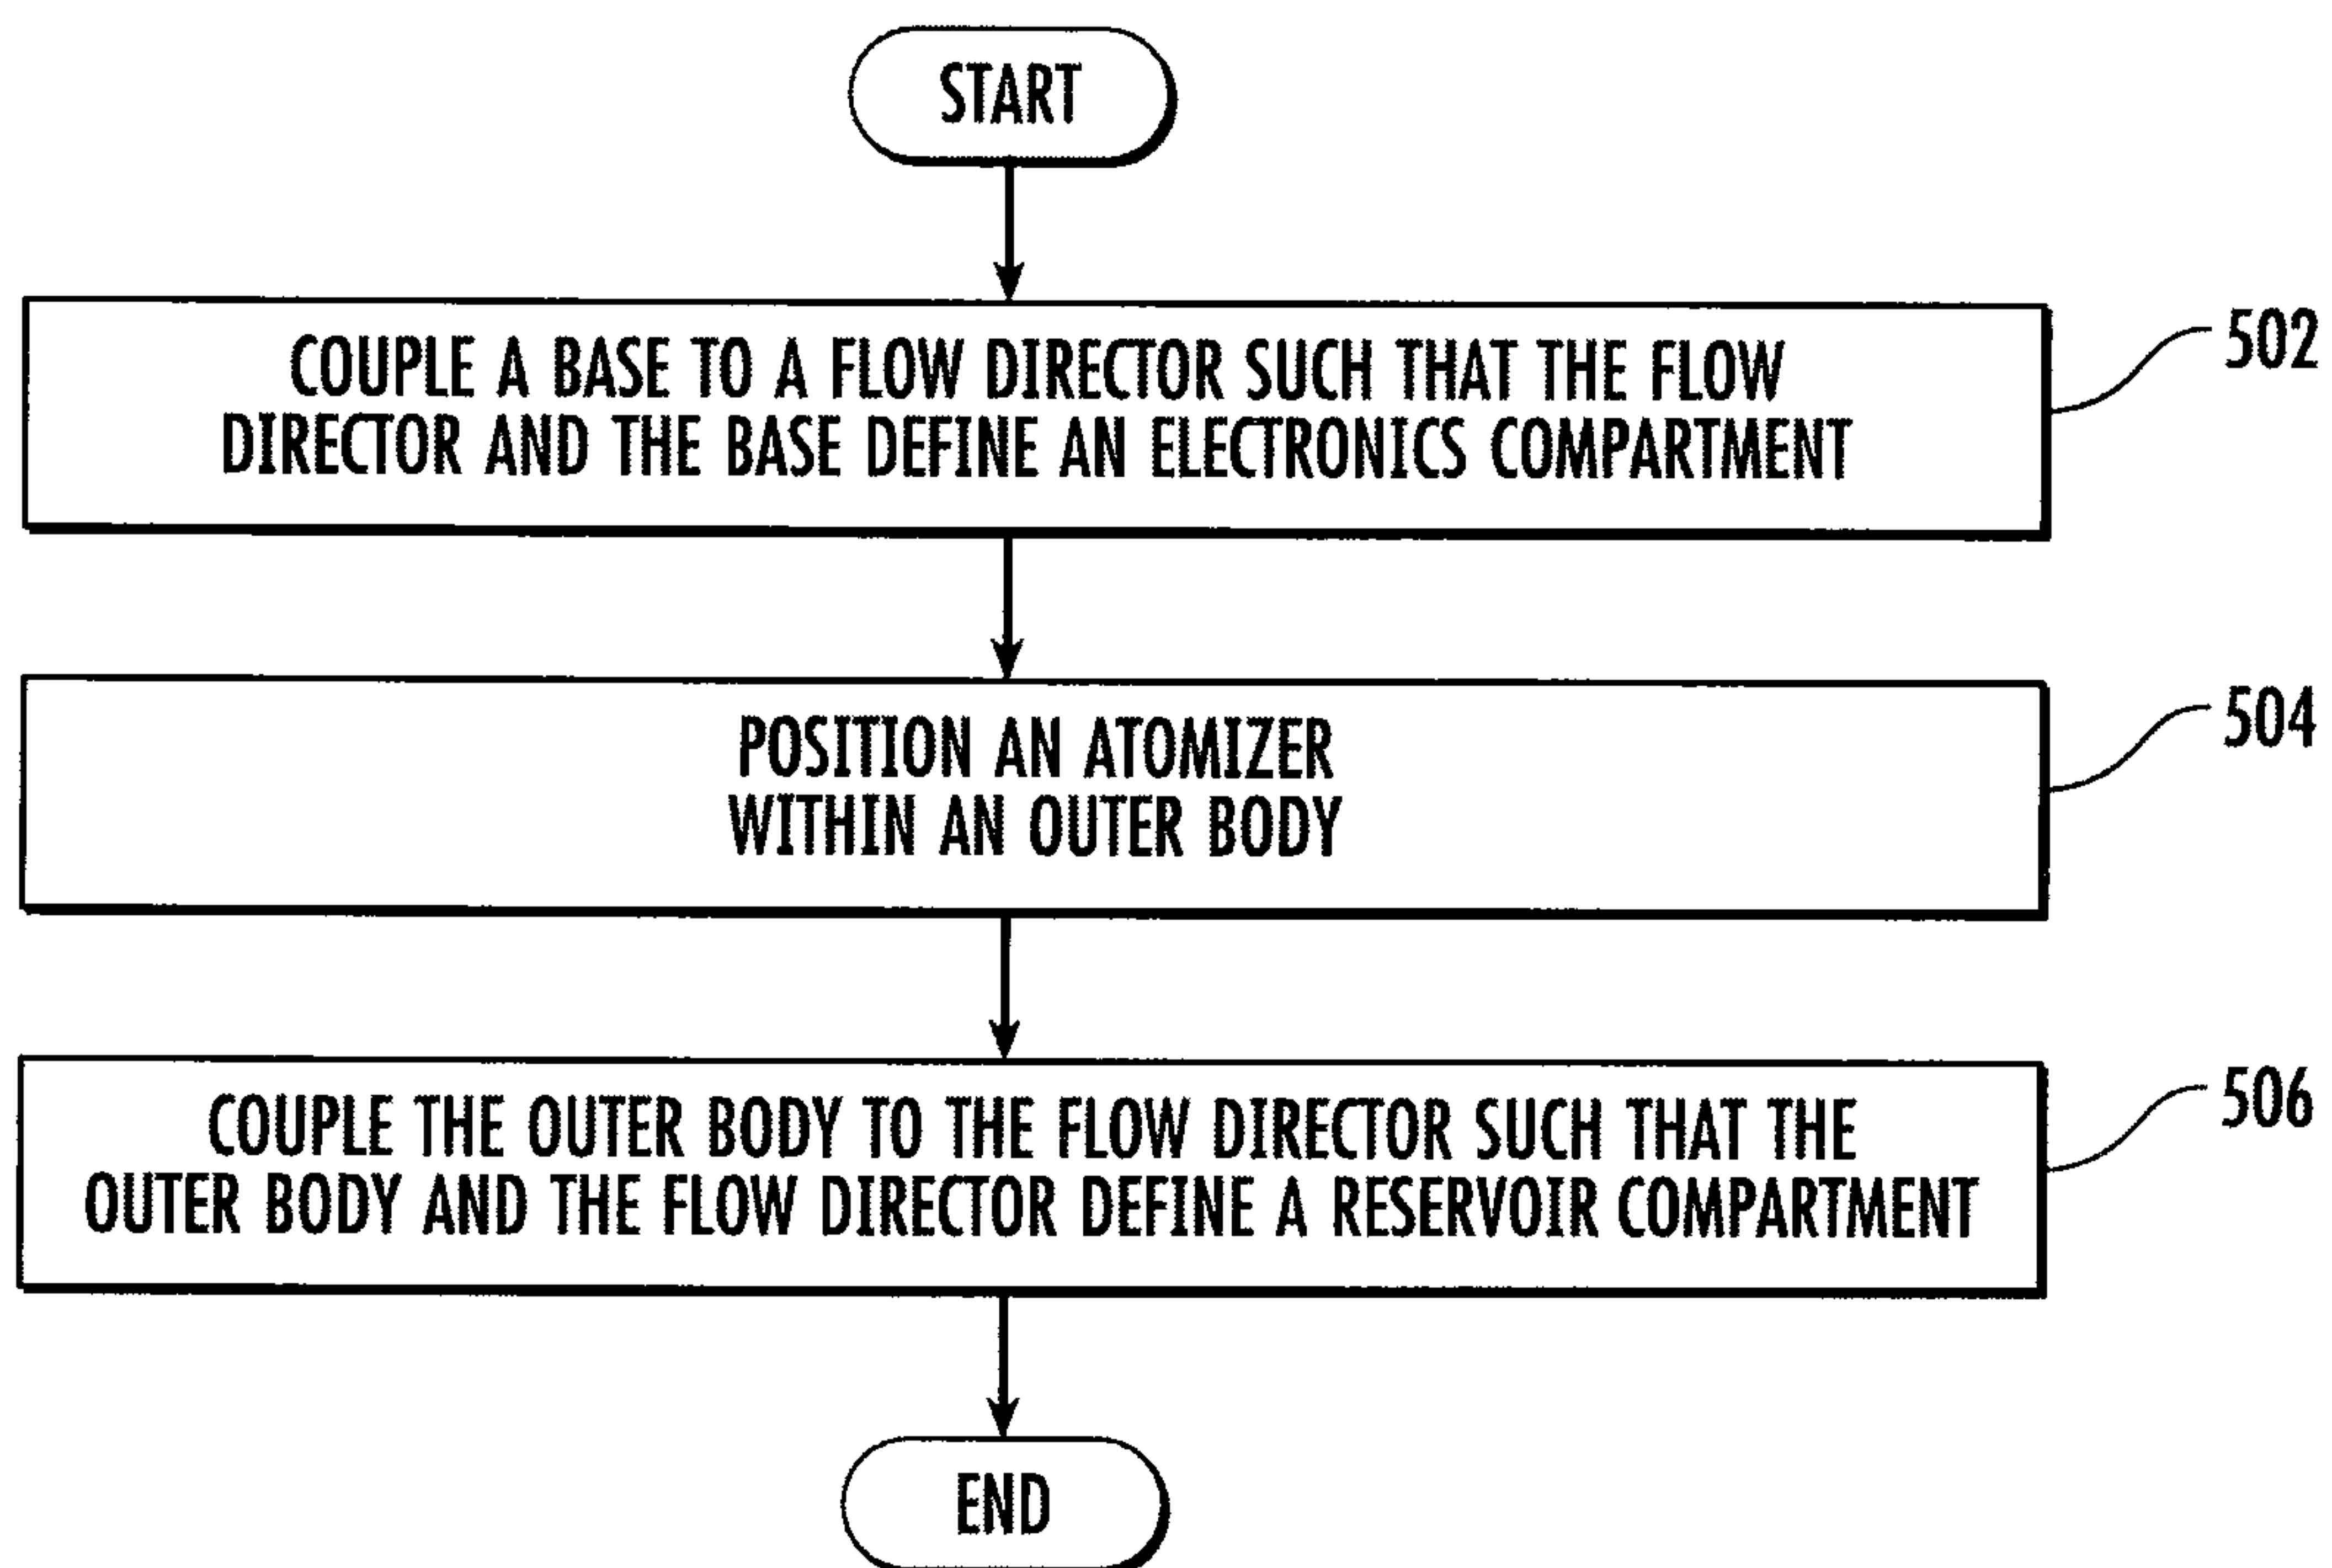 START
COUPLE A BASE TO A FLOW DIRECTOR SUCH THAT THE FLOW
DIRECTOR AND THE BASE DEFINE AN ELECTRONICS COMPARTMENT
502
POSITION AN ATOMIZER
WITHIN AN OUTER BODY
504
COUPLE THE OUTER BODY TO THE FLOW DIRECTOR SUCH THAT THE
OUTER BODY AND THE FLOW DIRECTOR DEFINE A RESERVOIR COMPARTMENT
506
END